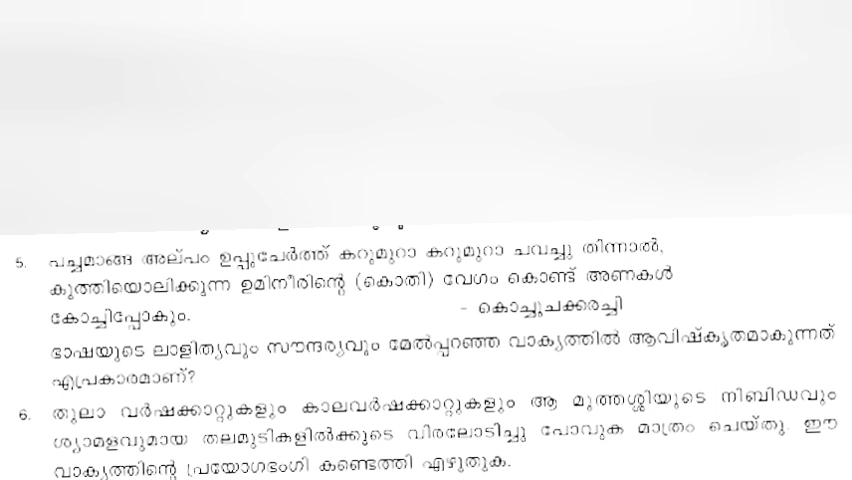 5. പച്ചമാങ്ങ അല്പം ഉപ്പുചേർത്ത് കറുമുറാ കറുമുറാ ചവച്ചു തിന്നാൽ,
കുത്തിയൊലിക്കുന്ന ഉമിനീരിന്റെ (കൊതി) വേഗം കൊണ്ട് അണകൾ
കോച്ചിപ്പോകും. - കൊച്ചുചക്കരച്ചി
ഭാഷയുടെ ലാളിത്യവും സൗന്ദര്യവും മേൽപ്പറഞ്ഞ വാക്യത്തിൽ ആവിഷ്കൃതമാകുന്നത്
എപ്രകാരമാണ്?
6. തുലാ വർഷക്കാറ്റുകളും കാലവർഷക്കാറ്റുകളും ആ മുത്തശ്ശിയുടെ നിബിഡവും
ശ്യാമളവുമായ തലമുടികളിൽക്കൂടെ വിരലോടിച്ചു പോവുക മാത്രം ചെയ്തു. ഈ
വാക്യത്തിന്റെ പ്രയോഗഭംഗി കണ്ടെത്തി എഴുതുക.